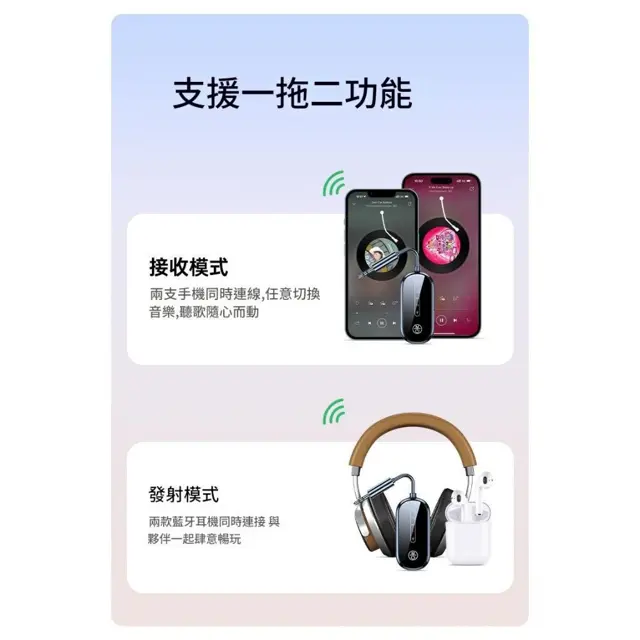 支援一拖二功能
接收模式
兩支手機同時連線,任意切換
音樂,聽歌隨心而動
發射模式
兩款藍牙耳機同時連接 與
夥伴一起肆意暢玩